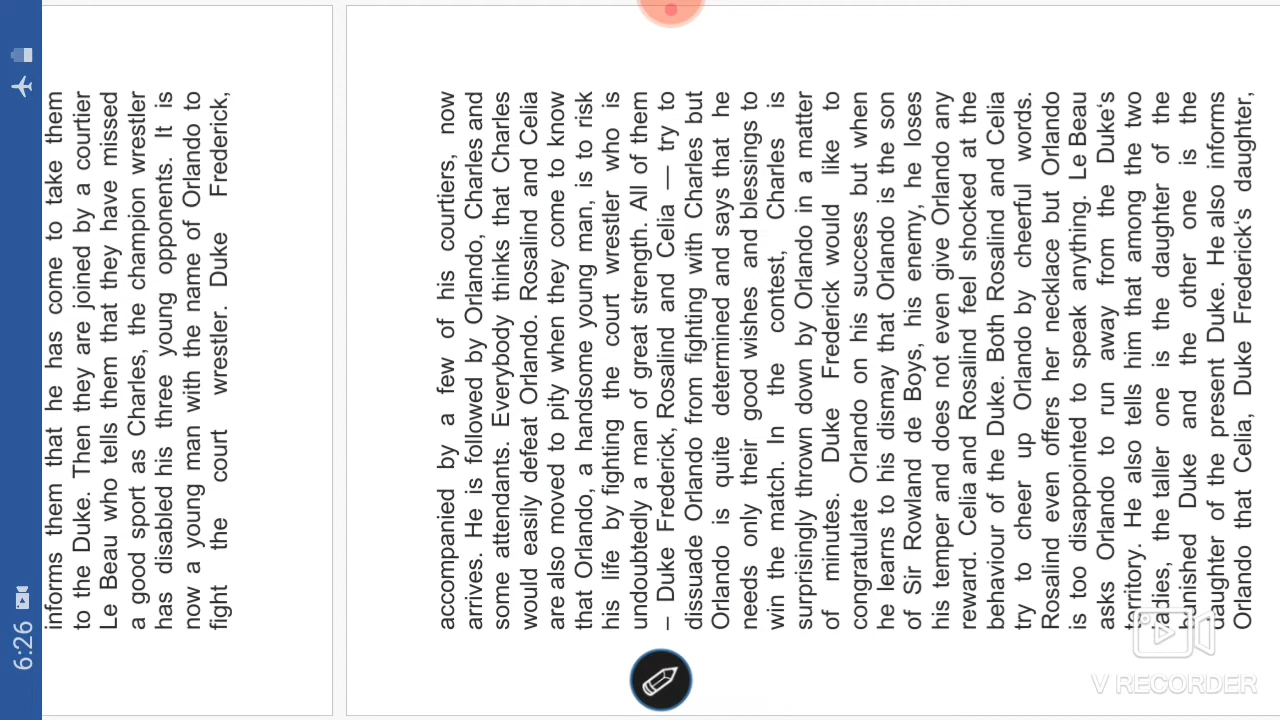 6:26
informs them that he has come to take them
to the Duke. Then they are joined by a courtier
Le Beau who tells them that they have missed
a good sport as Charles, the champion wrestler
has disabled his three young opponents. It is
now a young man with the name of Orlando to
fight the court wrestler. Duke Frederick,
accompanied by a few of his courtiers, now
arrives. He is followed by Orlando, Charles and
some attendants. Everybody thinks that Charles
would easily defeat Orlando. Rosalind and Celia
are also moved to pity when they come to know
that Orlando, a handsome young man, is to risk
his life by fighting the court wrestler who is
undoubtedly a man of great strength. All of them
– Duke Frederick, Rosalind and Celia — try to
dissuade Orlando from fighting with Charles but
Orlando is quite determined and says that he
needs only their good wishes and blessings to
win the match. In the contest, Charles is
surprisingly thrown down by Orlando in a matter
of minutes. Duke Frederick would like to
congratulate Orlando on his success but when
he learns to his dismay that Orlando is the son
of Sir Rowland de Boys, his enemy, he loses
his temper and does not even give Orlando any
reward. Celia and Rosalind feel shocked at the
behaviour of the Duke. Both Rosalind and Celia
try to cheer up Orlando by cheerful words.
Rosalind even offers her necklace but Orlando
is too disappointed to speak anything. Le Beau
asks Orlando to run away from the Duke‘s
territory. He also tells him that among the two
ladies, the taller one is the daughter of the
banished Duke and the other one is the
daughter of the present Duke. He also informs
Orlando that Celia, Duke Frederick‘s daughter,
V RECORDER